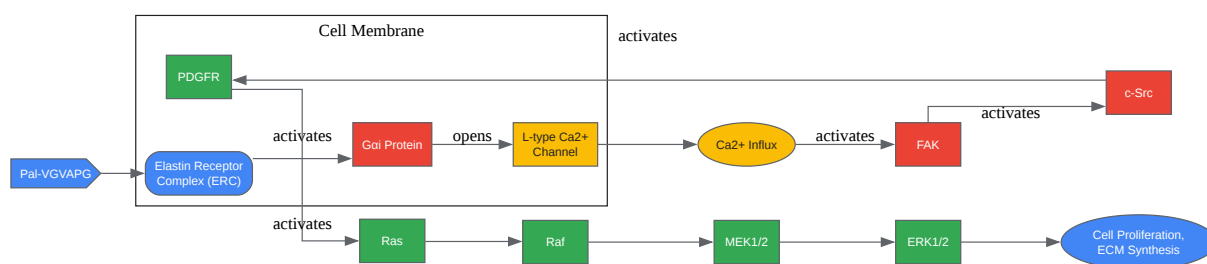 Cell Membrane
activates
PDGFR
c-Src
activates
activates
Gαi Protein
opens
L-type Ca2+
Channel
Ca2+ Influx
activates
FAK
Pal-VGVAPG
Elastin Receptor
Complex (ERC)
activates
Ras
Raf
MEK1/2
ERK1/2
Cell Proliferation,
ECM Synthesis